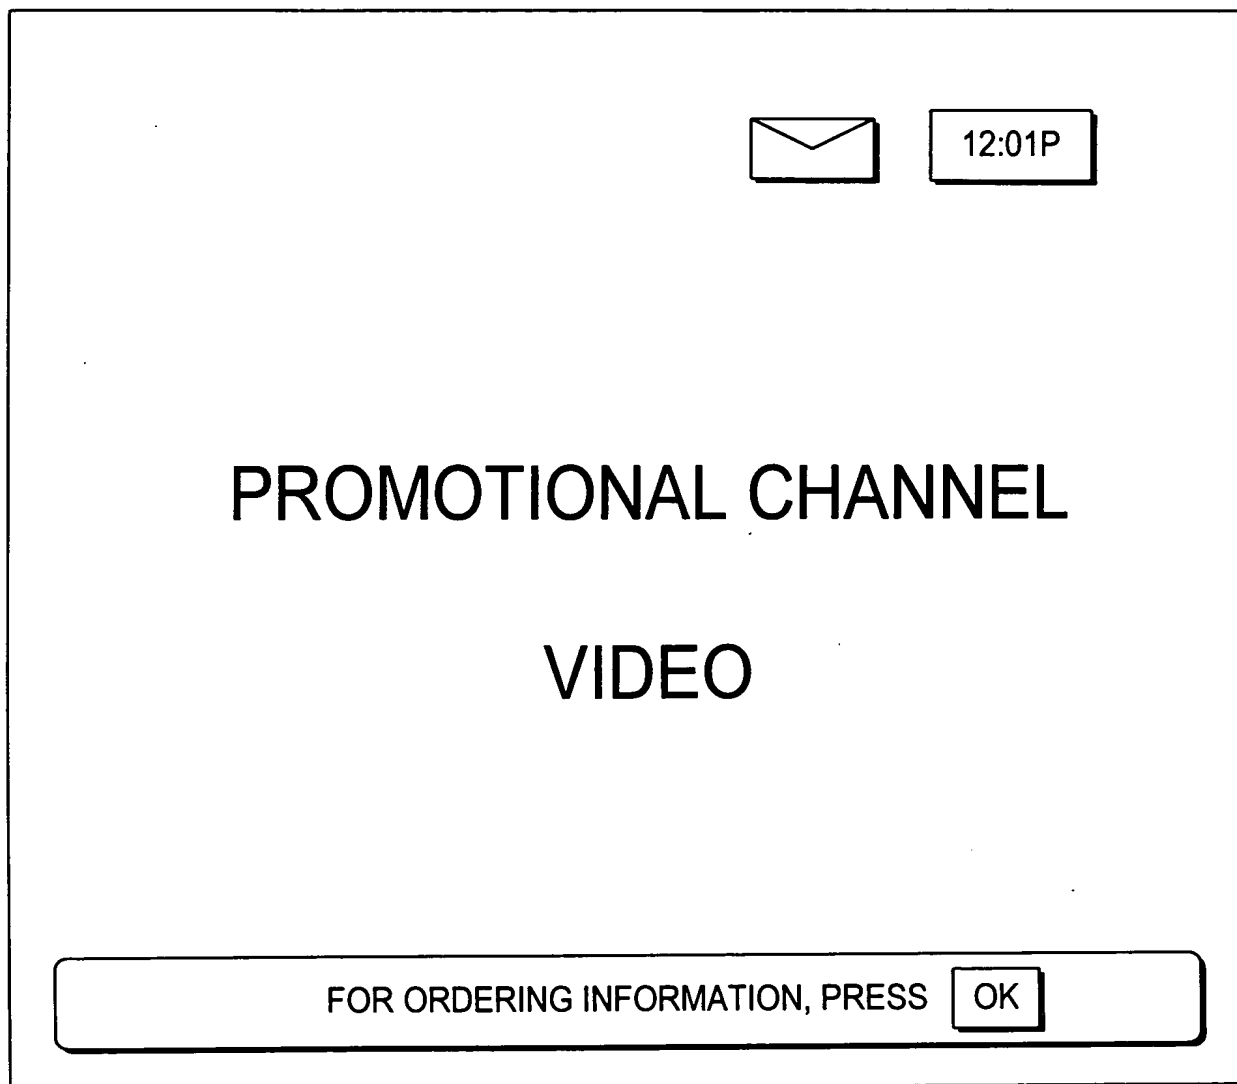 12:01P
PROMOTIONAL CHANNEL
VIDEO
FOR ORDERING INFORMATION, PRESS OK